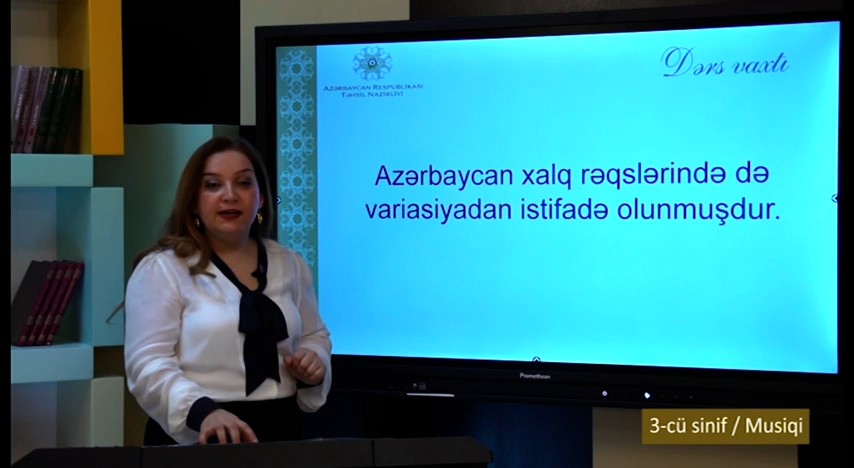 Dərs vaxtı
AZƏRBAYCAN RESPUBLİKASI
TƏHSİL NAZİRLİYİ
Azərbaycan xalq rəqslərində də
variasiyadan istifadə olunmuşdur.
Promethean
3-cü sinif / Musiqi